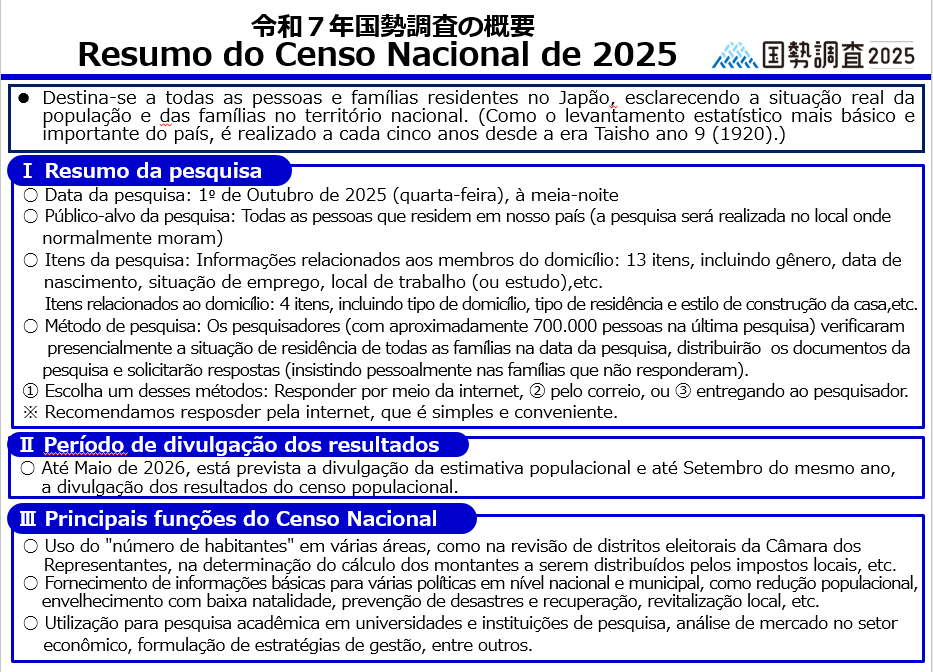 令和７年国勢調査の概要
Resumo do Censo Nacional de 2025
国勢調査2025
● Destina-se a todas as pessoas e famílias residentes no Japão, esclarecendo a situação real da
população e das famílias no território nacional. (Como o levantamento estatístico mais básico e
importante do país, é realizado a cada cinco anos desde a era Taisho ano 9 (1920).)
Ⅰ Resumo da pesquisa
○ Data da pesquisa: 1º de Outubro de 2025 (quarta-feira), à meia-noite
○ Público-alvo da pesquisa: Todas as pessoas que residem em nosso país (a pesquisa será realizada no local onde
normalmente moram)
○ Itens da pesquisa: Informações relacionados aos membros do domicílio: 13 itens, incluindo gênero, data de
nascimento, situação de emprego, local de trabalho (ou estudo),etc.
Itens relacionados ao domicílio: 4 itens, incluindo tipo de domicílio, tipo de residência e estilo de construção da casa,etc.
○ Método de pesquisa: Os pesquisadores (com aproximadamente 700.000 pessoas na última pesquisa) verificaram
presencialmente a situação de residência de todas as famílias na data da pesquisa, distribuirão os documentos da
pesquisa e solicitarão respostas (insistindo pessoalmente nas famílias que não responderam).
① Escolha um desses métodos: Responder por meio da internet, ② pelo correio, ou ③ entregando ao pesquisador.
※ Recomendamos resposder pela internet, que é simples e conveniente.
Ⅱ Período de divulgação dos resultados
○ Até Maio de 2026, está prevista a divulgação da estimativa populacional e até Setembro do mesmo ano,
a divulgação dos resultados do censo populacional.
Ⅲ Principais funções do Censo Nacional
○ Uso do "número de habitantes" em várias áreas, como na revisão de distritos eleitorais da Câmara dos
Representantes, na determinação do cálculo dos montantes a serem distribuídos pelos impostos locais, etc.
○ Fornecimento de informações básicas para várias políticas em nível nacional e municipal, como redução populacional,
envelhecimento com baixa natalidade, prevenção de desastres e recuperação, revitalização local, etc.
○ Utilização para pesquisa acadêmica em universidades e instituições de pesquisa, análise de mercado no setor
econômico, formulação de estratégias de gestão, entre outros.